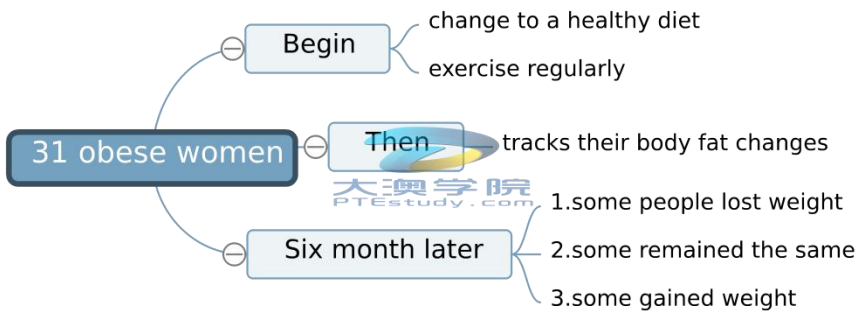 31 obese women
Begin
change to a healthy diet
exercise regularly
Then
tracks their body fat changes
大澳学院
PTEstudy.com
Six month later
1.some people lost weight
2.some remained the same
3.some gained weight